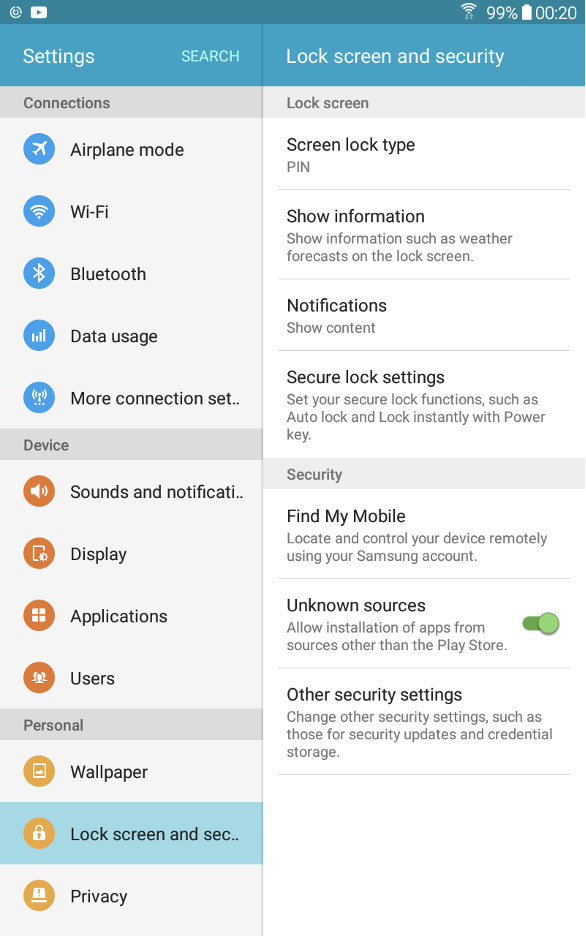 99% 00:20
Settings
SEARCH
Connections
Airplane mode
Wi-Fi
Bluetooth
Data usage
More connection set..
Device
Sounds and notificati..
Display
Applications
Users
Personal
Wallpaper
Lock screen and sec..
Privacy
Lock screen and security
Lock screen
Screen lock type
PIN
Show information
Show information such as weather
forecasts on the lock screen.
Notifications
Show content
Secure lock settings
Set your secure lock functions, such as
Auto lock and Lock instantly with Power
key.
Security
Find My Mobile
Locate and control your device remotely
using your Samsung account.
Unknown sources
Allow installation of apps from
sources other than the Play Store.
Other security settings
Change other security settings, such as
those for security updates and credential
storage.